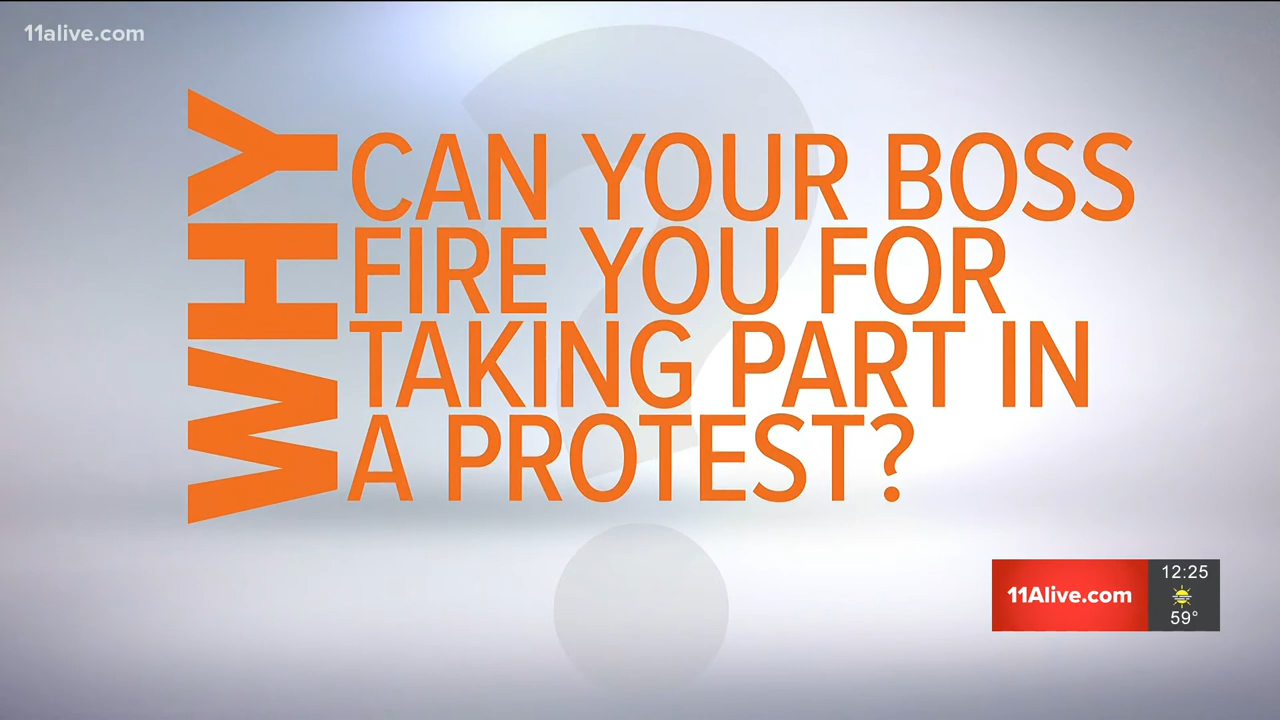 11alive.com
WHY
CAN YOUR BOSS
FIRE YOU FOR
TAKING PART IN
A PROTEST?
11Alive.com
12:25
59°